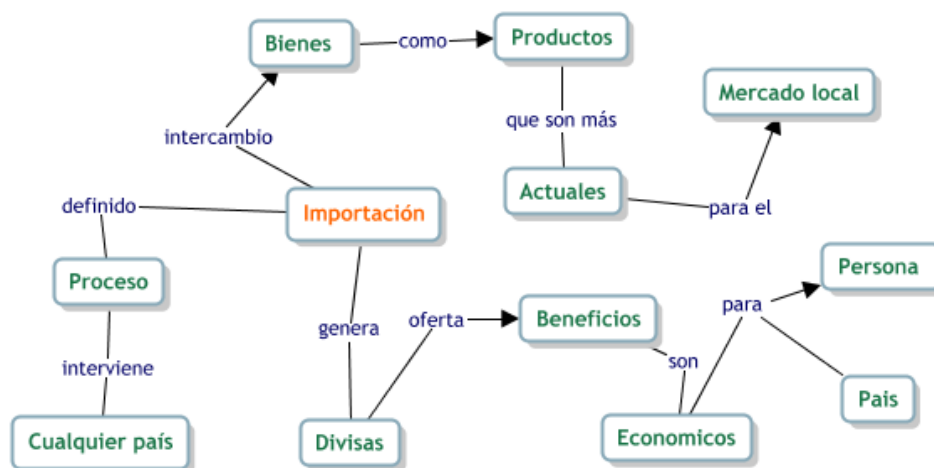 Bienes
como
Productos
Mercado local
intercambio
que son más
Actuales
definido
Importación
para el
Proceso
Persona
genera
oferta
Beneficios
para
interviene
son
Pais
Cualquier país
Divisas
Economicos